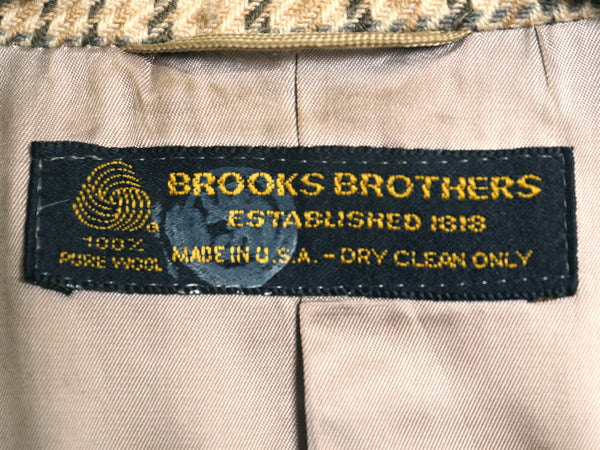 BROOKS BROTHERS
ESTABLISHED 1818
MADE IN U.S.A. - DRY CLEAN ONLY
100%
PURE WOOL